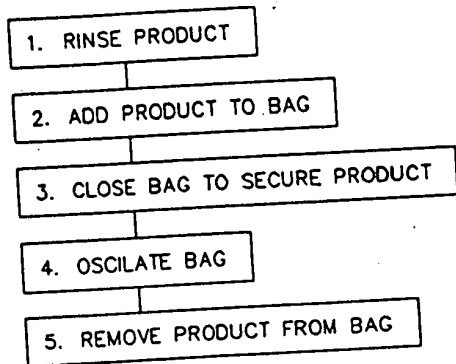 1. RINSE PRODUCT
2. ADD PRODUCT TO BAG
3. CLOSE BAG TO SECURE PRODUCT
4. OSCILATE BAG
5. REMOVE PRODUCT FROM BAG